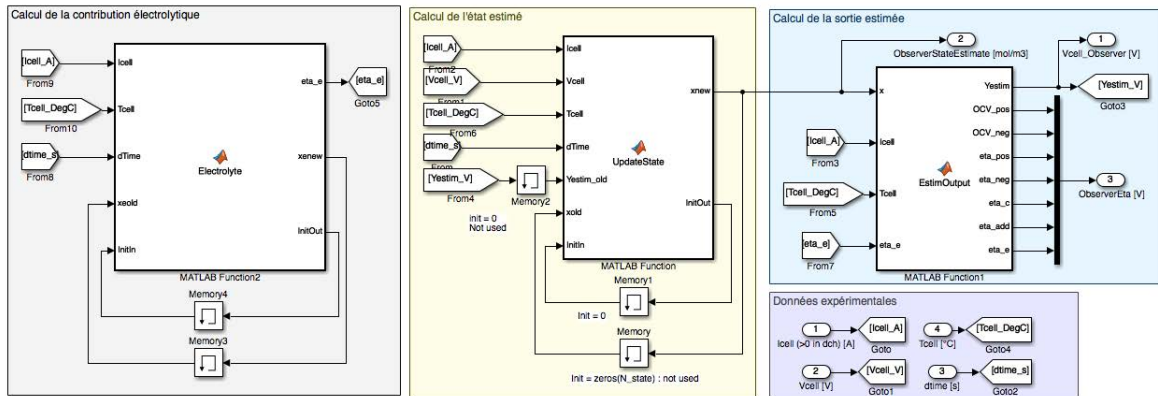 Calcul de la contribution électrolytique
[Icell_A]
From9
Icell
[Tcell_DegC]
From10
Tcell
[dtime_s]
From8
dTime
xeold
InitIn
Electrolyte
eta_e
xenew
InitOut
[eta_e]
Goto5
MATLAB Function2
Memory4
Memory3
Calcul de l'état estimé
[Icell_A]
From2
Icell
[Vcell_V]
From1
Vcell
[Tcell_DegC]
From6
Tcell
[dtime_s]
From
dTime
[Yestim_V]
From4
Memory2
Yestim_old
init = 0
Not used
xold
InitIn
UpdateState
xnew
InitOut
MATLAB Function
Memory1
Init = 0
Memory
Init = zeros(N_state) : not used
Calcul de la sortie estimée
2
ObserverStateEstimate [mol/m3]
1
Vcell_Observer [V]
x
Yestim
[Yestim_V]
Goto3
OCV_pos
OCV_neg
[Icell_A]
From3
Icell
eta_pos
eta_neg
EstimOutput
3
ObserverEta [V]
[Tcell_DegC]
From5
Tcell
eta_c
eta_add
[eta_e]
From7
eta_e
eta_e
MATLAB Function1
Données expérimentales
1
Icell (>0 in dch) [A]
[Icell_A]
Goto
4
Tcell [°C]
[Tcell_DegC]
Goto4
2
Vcell [V]
[Vcell_V]
Goto1
3
dtime [s]
[dtime_s]
Goto2